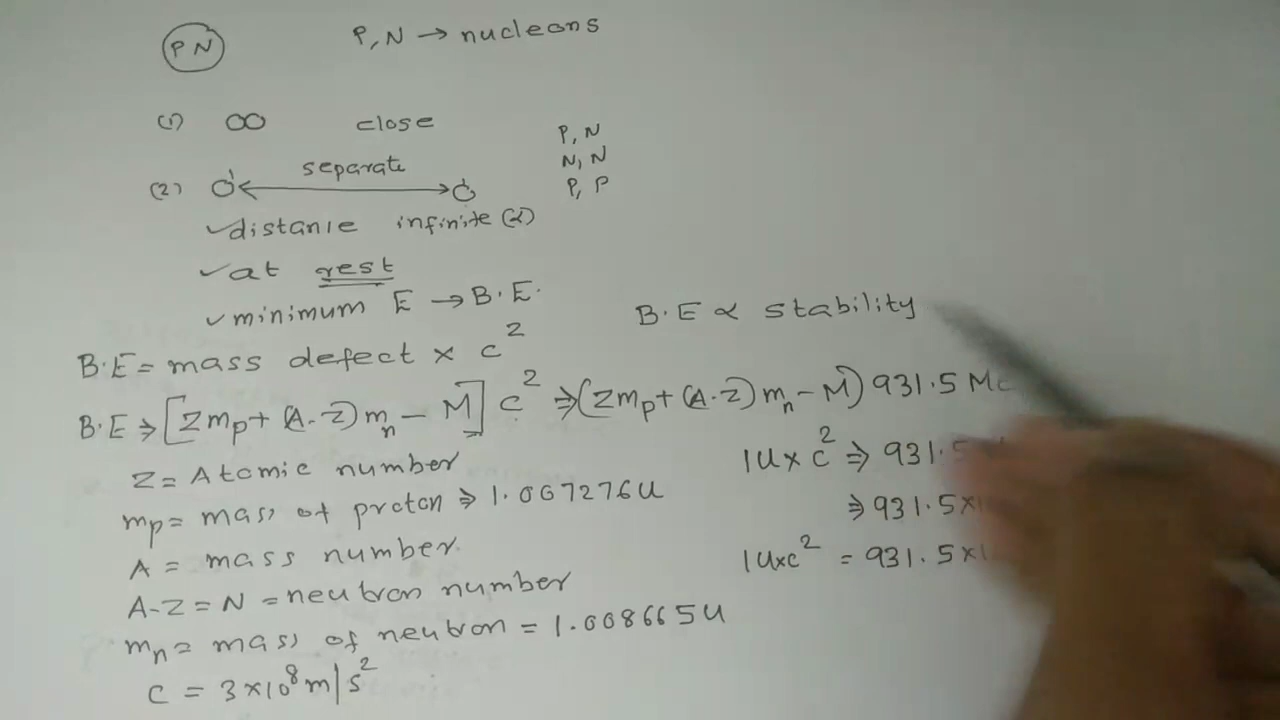 PN
P, N → nucleons
(1) OO close
P, N
N, N
P, P
separate
(2)
✓distanie infinite (α)
✓at rest
✓minimum E → B.E.
B.E ∝ stability
B.E = mass defect × c²
B.E ⇒ [Zmp + (A-Z)mn - M] c² ⇒ (Zmp + (A-Z)mn - M) 931.5 Me
Z = Atomic number
1U × c² ⇒ 931.5
mp = mass of proton ⇒ 1.007276U
⇒ 931.5×
A = mass number.
1U×c² = 931.5×1
A-Z = N = neutron number
mn = mass of neutron = 1.008665U
c = 3×10⁸ m/s²